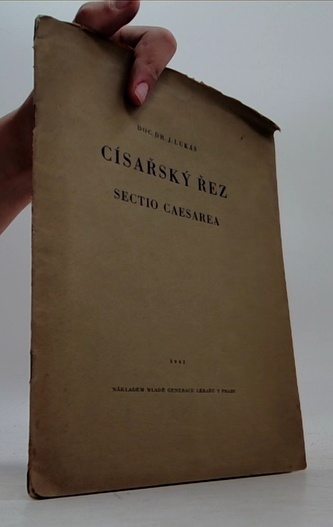 DOC. DR. J. LUKÁŠ
CÍSAŘSKÝ ŘEZ
SECTIO CAESAREA
NÁKLADEM MLADÉ GENERACE LÉKAŘŮ V PRAZE